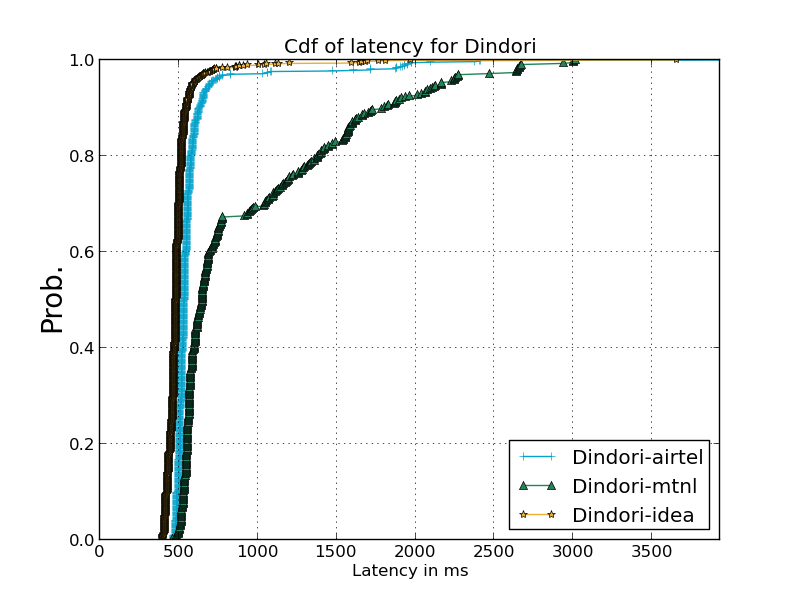 Cdf of latency for Dindori
Prob.
1.0
0.8
0.6
0.4
0.2
0.0
0 500 1000 1500 2000 2500 3000 3500
Latency in ms
Dindori-airtel
Dindori-mtnl
Dindori-idea